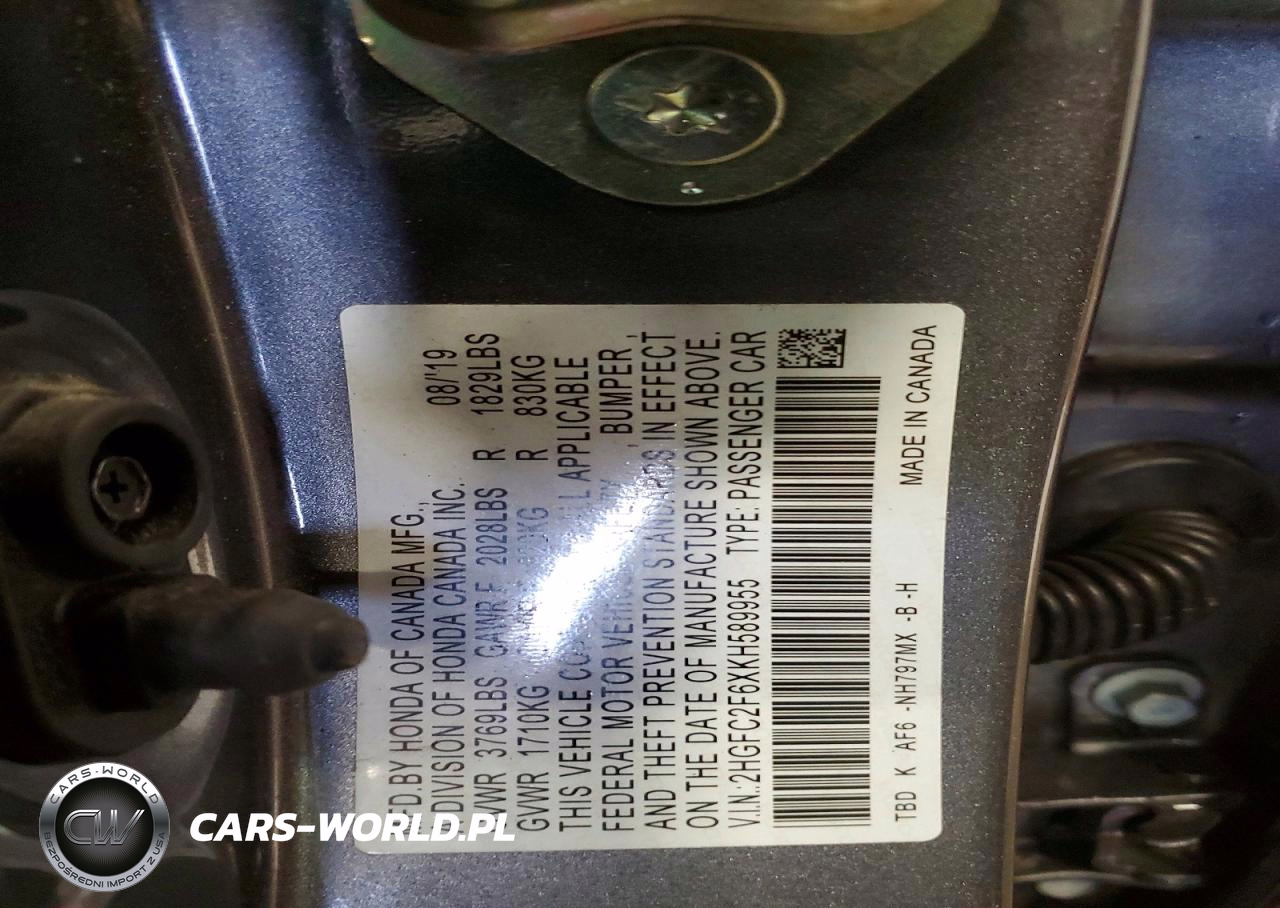 MFD.BY HONDA OF CANADA MFG., 08/'19
A DIVISION OF HONDA CANADA INC.
GVWR 3769LBS GAWR F 2028LBS R 1829LBS
GVWR 1710KG R 830KG
THIS VEHICLE APPLICABLE
FEDERAL MOTOR BUMPER,
AND THEFT PREVENTION STANDARDS IN EFFECT
ON THE DATE OF MANUFACTURE SHOWN ABOVE.
V.I.N.:2HGFC2F6XKH589955 TYPE: PASSENGER CAR
TBD K AF6 -NH797MX -B -H MADE IN CANADA
CARS-WORLD
CW
BEZPOŚREDNI IMPORT Z USA
CARS-WORLD.PL